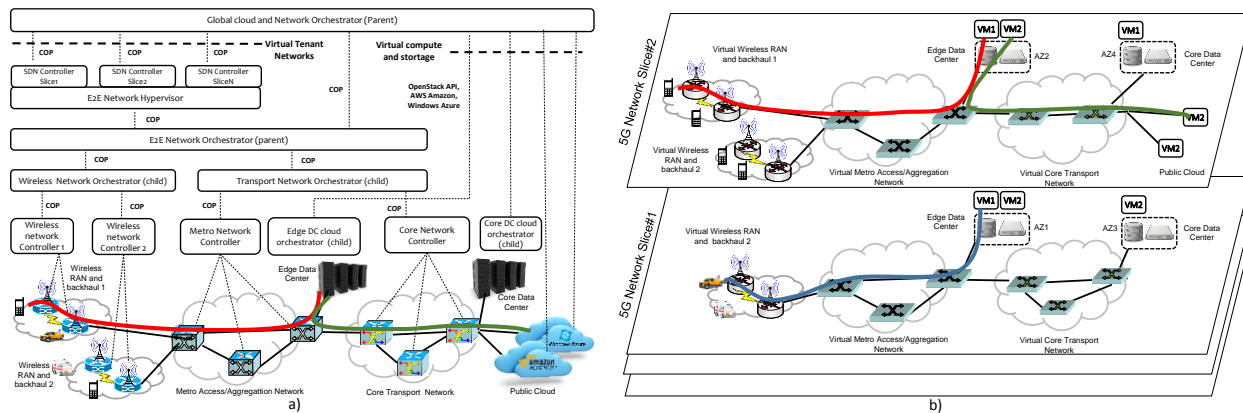 Global cloud and Network Orchestrator (Parent)
COP
COP
COP
Virtual Tenant
Networks
Virtual compute
and stortage
SDN Controller
Slice1
SDN Controller
Slice2
SDN Controller
SliceN
E2E Network Hypervisor
COP
OpenStack API,
AWS Amazon,
Windows Azure
COP
E2E Network Orchestrator (parent)
COP
COP
Wireless Network Orchestrator (child)
Transport Network Orchestrator (child)
COP
COP
COP
Wireless
network
Controller 1
Wireless
network
Controller 2
Metro Network
Controller
Edge DC cloud
orchestrator (child)
Core Network
Controller
Core DC cloud
orchestrator
(child)
Wireless
RAN and
backhaul 1
Edge Data
Center
Core Data
Center
Wireless
RAN and
backhaul 2
Metro Access/Aggregation Network
Core Transport Network
Windows Azure
amazon
Public Cloud
a)
5G Network Slice#2
Virtual Wireless RAN
and backhaul 1
VM1
VM2
Edge Data
Center
AZ2
VM2
AZ4
Core Data
Center
VM2
VM2
Public Cloud
Virtual Wireless
RAN and
backhaul 2
Virtual Metro Access/Aggregation
Network
Virtual Core Transport
Network
5G Network Slice#1
Virtual Wireless RAN
and backhaul 2
VM1
VM2
Edge Data
Center
AZ1
VM2
AZ3
Core Data
Center
Virtual Metro Access/Aggregation
Network
Virtual Core Transport
Network
b)